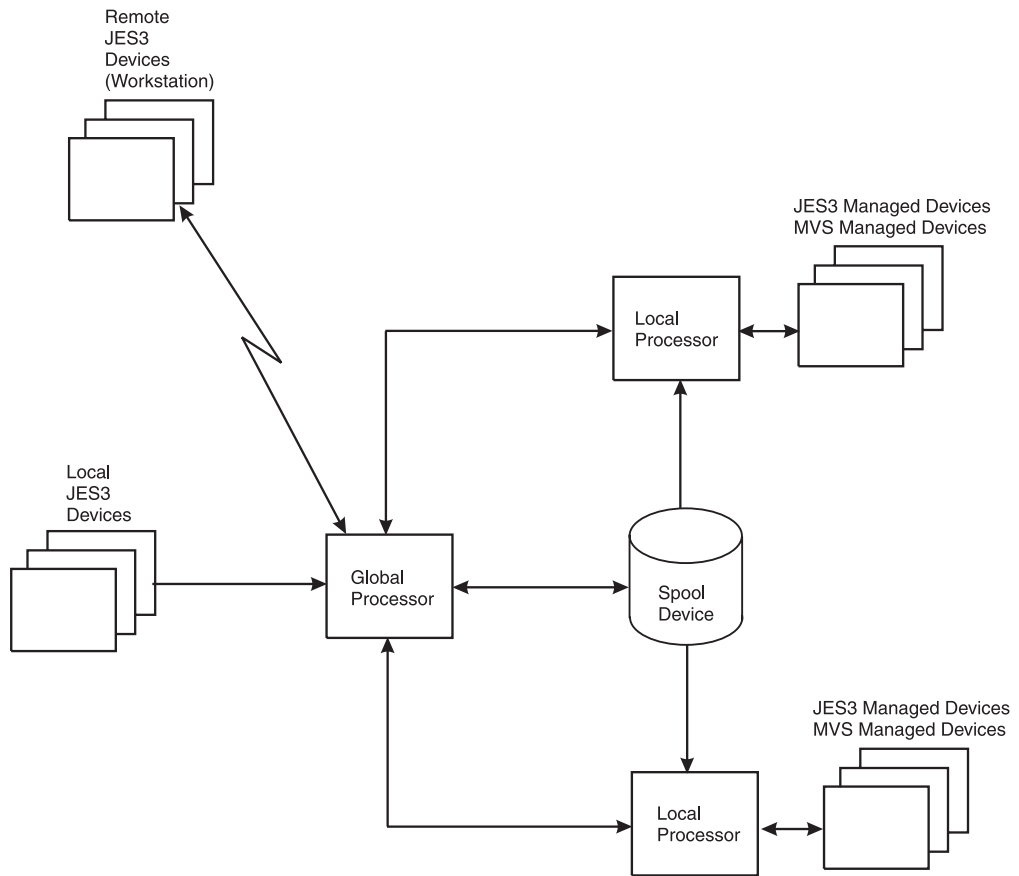 Remote
JES3
Devices
(Workstation)
JES3 Managed Devices
MVS Managed Devices
Local
Processor
Local
JES3
Devices
Global
Processor
Spool
Device
JES3 Managed Devices
MVS Managed Devices
Local
Processor